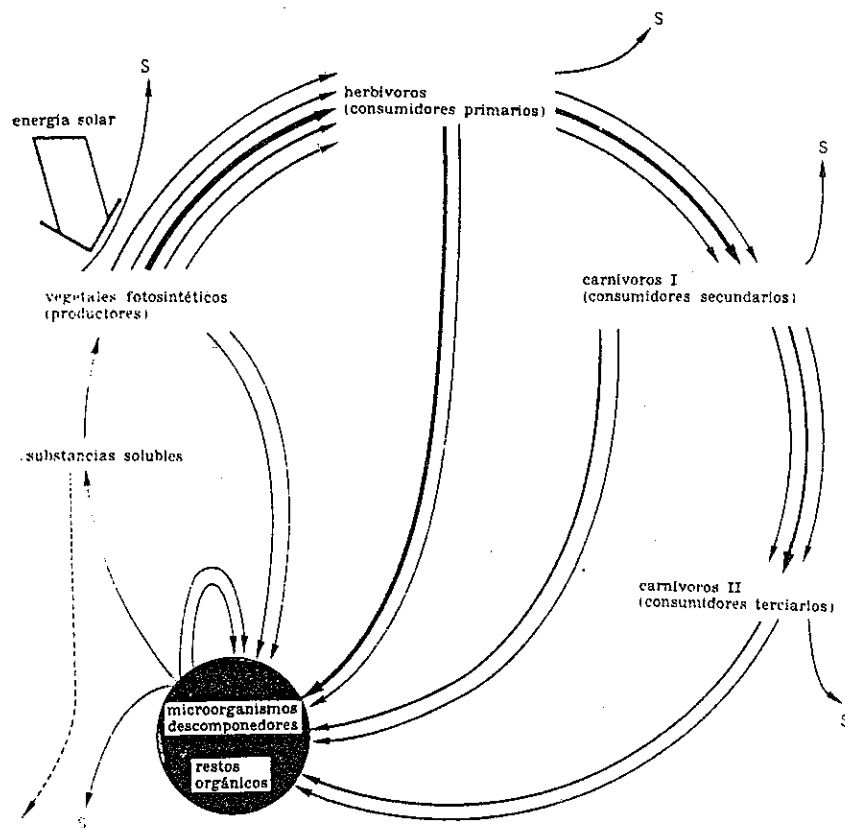 S
S
herbívoros
(consumidores primarios)
energía solar
S
vegetales fotosintéticos
(productores)
carnívoros I
(consumidores secundarios)
substancias solubles
carnívoros II
(consumidores terciarios)
microorganismos
descomponedores
restos
orgánicos
S
S